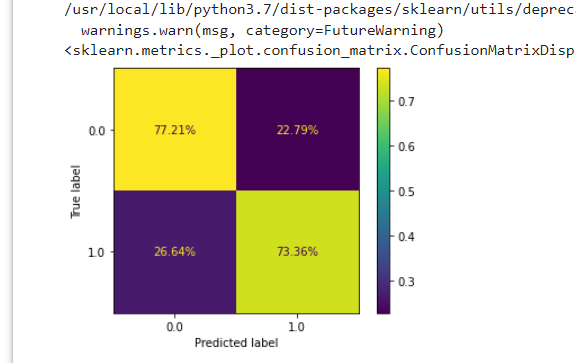 /usr/local/lib/python3.7/dist-packages/sklearn/utils/deprec
warnings.warn(msg, category=FutureWarning)
<sklearn.metrics._plot.confusion_matrix.ConfusionMatrixDisp
0.0
77.21%
22.79%
1.0
26.64%
73.36%
True label
0.0
1.0
Predicted label
0.7
0.6
0.5
0.4
0.3